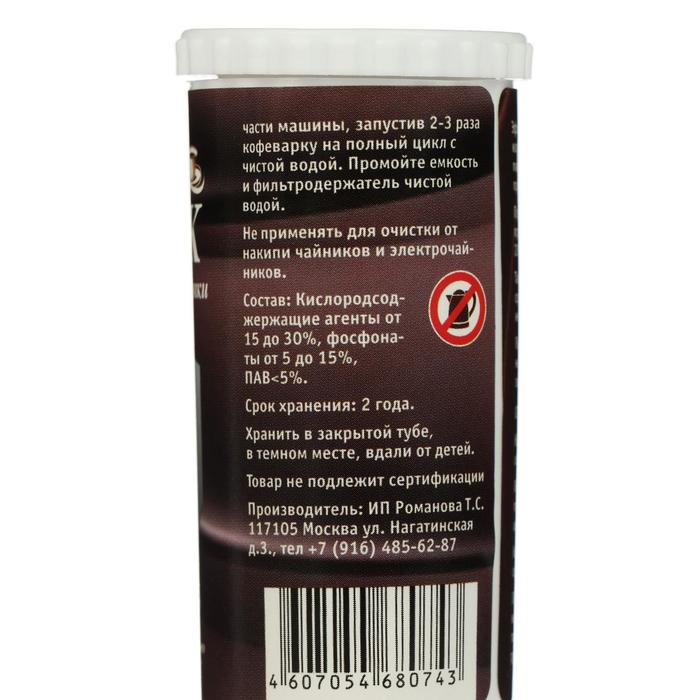 части машины, запустив 2-3 раза
кофеварку на полный цикл с
чистой водой. Промойте емкость
и фильтродержатель чистой
водой.
Не применять для очистки от
накипи чайников и электрочай-
ников.
Состав: Кислородсод-
жержащие агенты от
15 до 30%, фосфона-
ты от 5 до 15%,
ПАВ<5%.
Срок хранения: 2 года.
Хранить в закрытой тубе,
в темном месте, вдали от детей.
Товар не подлежит сертификации
Производитель: ИП Романова Т.С.
117105 Москва ул. Нагатинская
д.3., тел +7 (916) 485-62-87
4 607054 680743